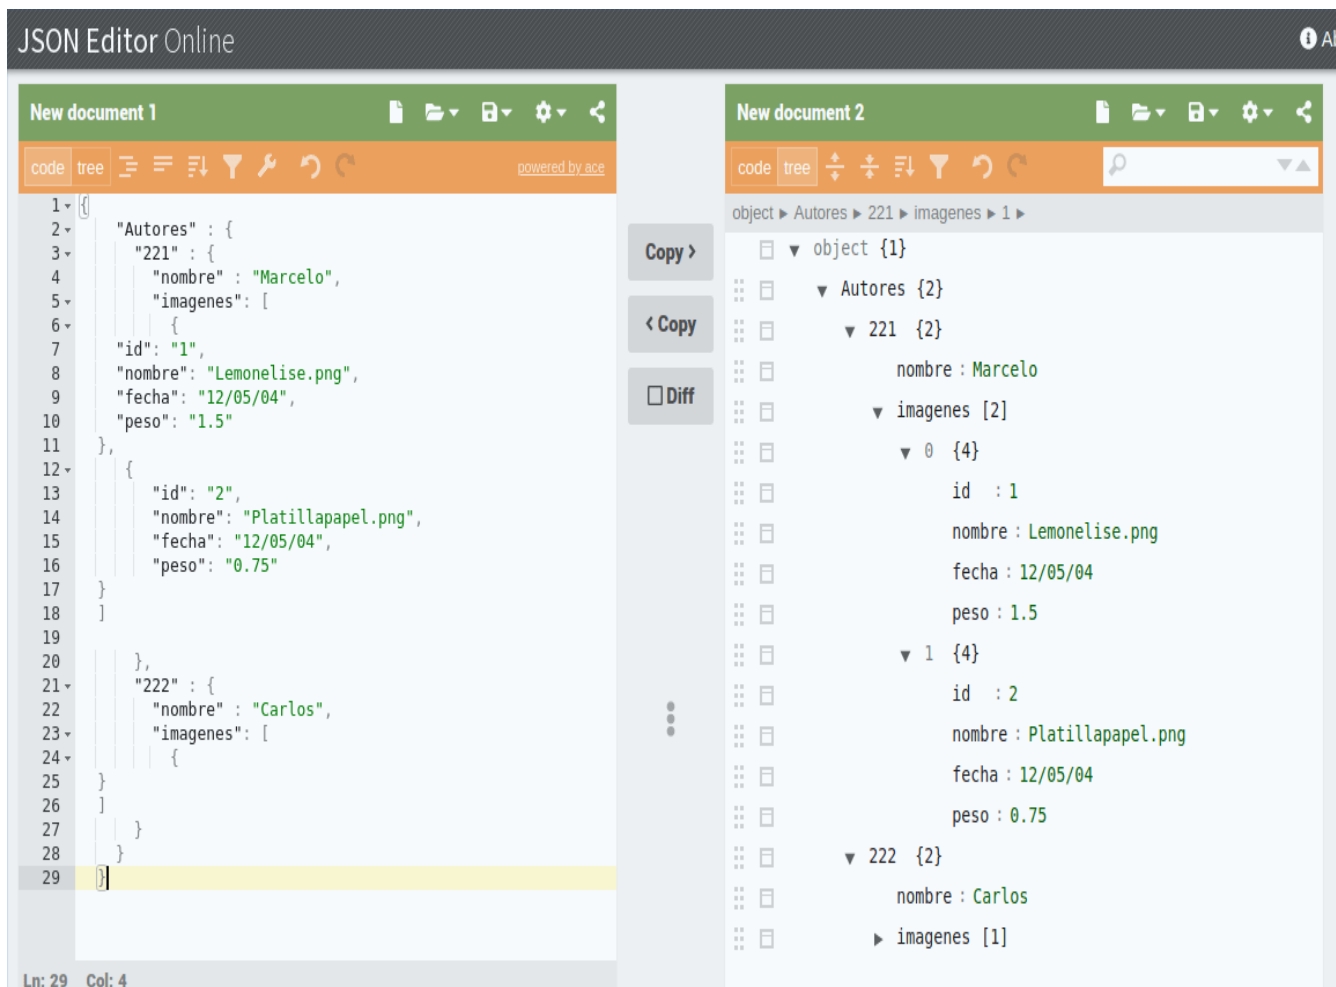 JSON Editor Online
New document 1
code tree powered by ace
1 {
2 "Autores" : {
3 "221" : {
4 "nombre" : "Marcelo",
5 "imagenes": [
6 {
7 "id": "1",
8 "nombre": "Lemonelise.png",
9 "fecha": "12/05/04",
10 "peso": "1.5"
11 },
12 {
13 "id": "2",
14 "nombre": "Platillapapel.png",
15 "fecha": "12/05/04",
16 "peso": "0.75"
17 }
18 ]
19
20 },
21 "222" : {
22 "nombre" : "Carlos",
23 "imagenes": [
24 {
25 }
26 ]
27 }
28 }
29 }
Ln: 29 Col: 4
Copy >
< Copy
Diff
New document 2
code tree
object ▶ Autores ▶ 221 ▶ imagenes ▶ 1 ▶
object {1}
Autores {2}
221 {2}
nombre : Marcelo
imagenes [2]
0 {4}
id : 1
nombre : Lemonelise.png
fecha : 12/05/04
peso : 1.5
1 {4}
id : 2
nombre : Platillapapel.png
fecha : 12/05/04
peso : 0.75
222 {2}
nombre : Carlos
imagenes [1]